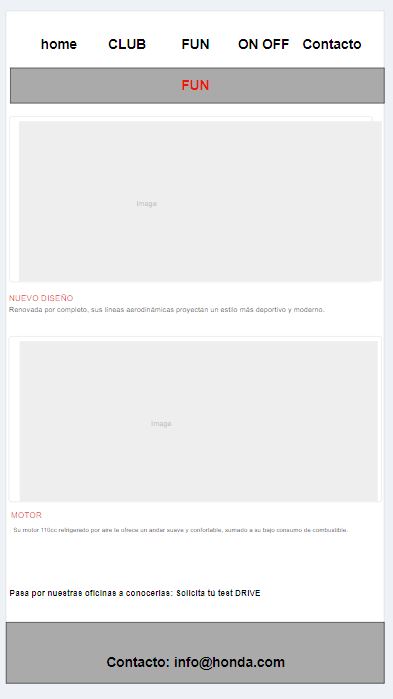 home CLUB FUN ON OFF Contacto
FUN
Image
NUEVO DISEÑO
Renovada por completo, sus líneas aerodinámicas proyectan un estilo más deportivo y moderno.
Image
MOTOR
Su motor 110cc refrigerado por aire te ofrece un andar suave y confortable, sumado a su bajo consumo de combustible.
Pasa por nuestras oficinas a conocerlas: Solicita tú test DRIVE
Contacto: info@honda.com